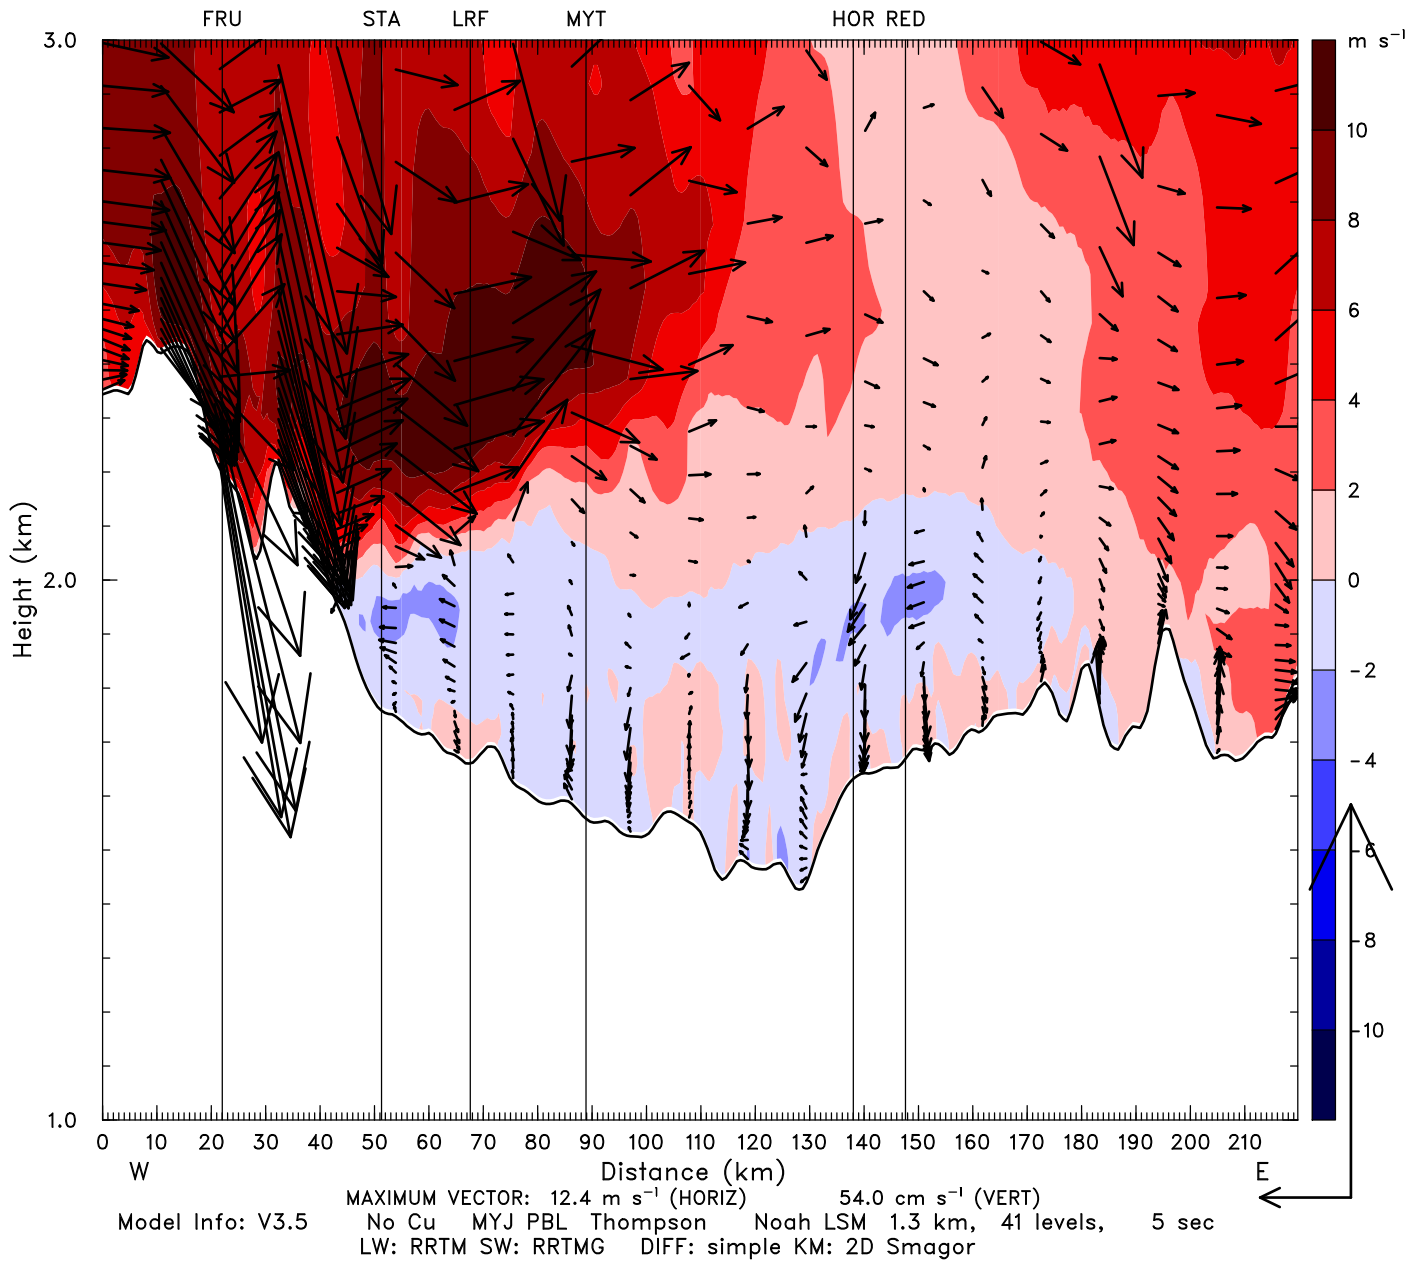 FRU STA LRF MYT HOR RED
3.0
m s⁻¹
10
8
6
4
2
2.0
0
-2
-4
-6
-8
-10
Height (km)
1.0
0 10 20 30 40 50 60 70 80 90 100 110 120 130 140 150 160 170 180 190 200 210
W Distance (km) E
MAXIMUM VECTOR: 12.4 m s⁻¹ (HORIZ) 54.0 cm s⁻¹ (VERT)
Model Info: V3.5 No Cu MYJ PBL Thompson Noah LSM 1.3 km, 41 levels, 5 sec
LW: RRTM SW: RRTMG DIFF: simple KM: 2D Smagor